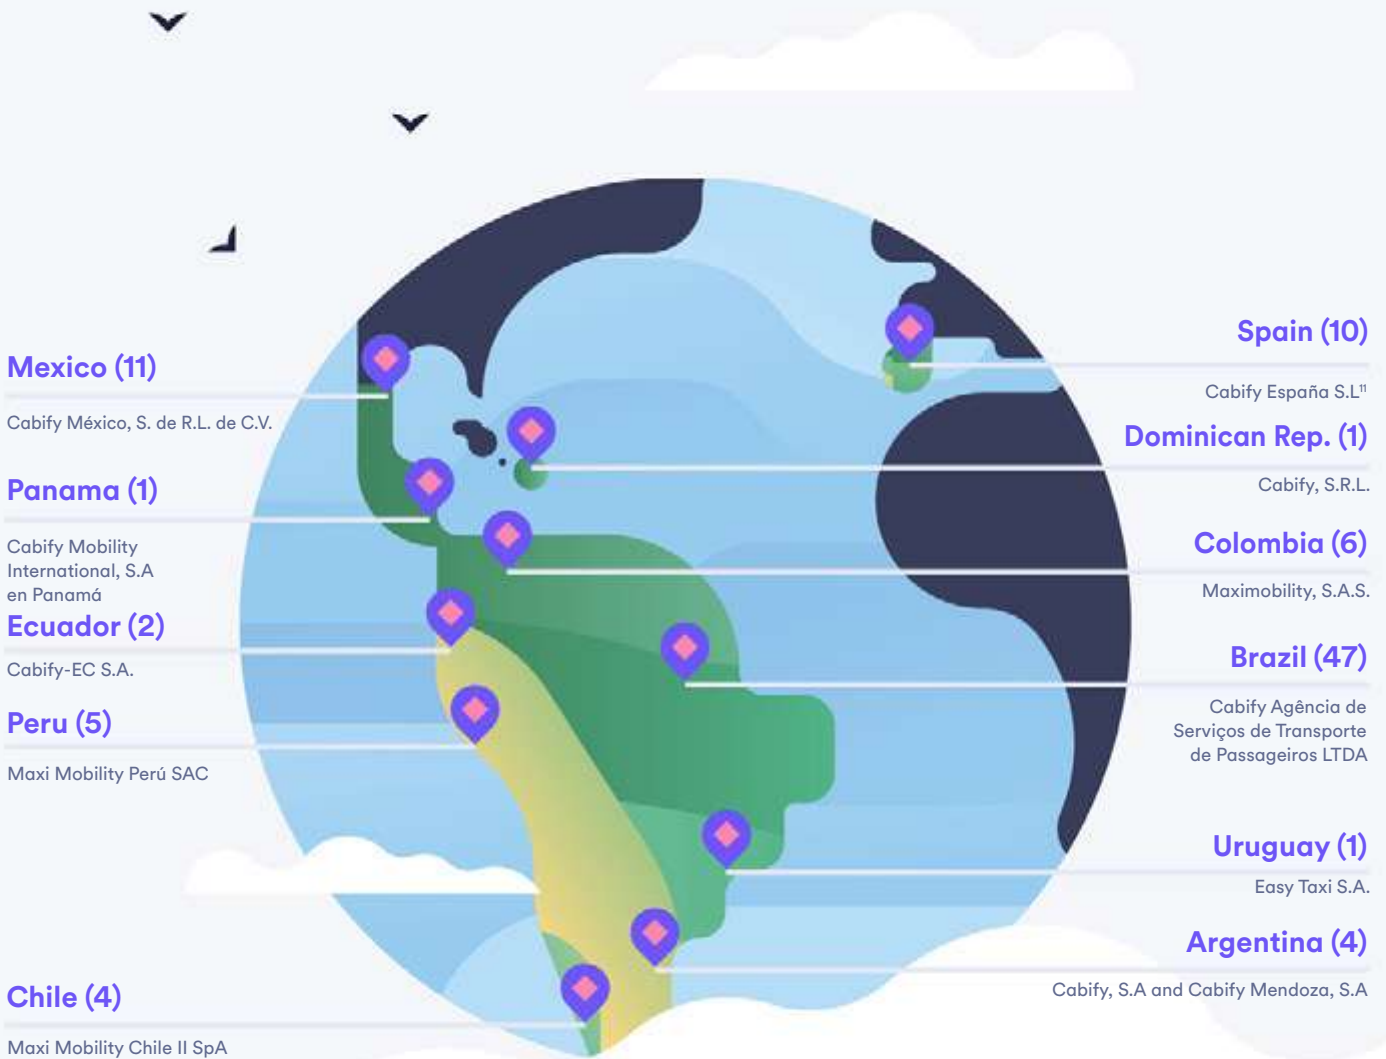 Mexico (11)
Cabify México, S. de R.L. de C.V.
Panama (1)
Cabify Mobility
International, S.A
en Panamá
Ecuador (2)
Cabify-EC S.A.
Peru (5)
Maxi Mobility Perú SAC
Chile (4)
Maxi Mobility Chile II SpA
Spain (10)
Cabify España S.L¹¹
Dominican Rep. (1)
Cabify, S.R.L.
Colombia (6)
Maximobility, S.A.S.
Brazil (47)
Cabify Agência de
Serviços de Transporte
de Passageiros LTDA
Uruguay (1)
Easy Taxi S.A.
Argentina (4)
Cabify, S.A and Cabify Mendoza, S.A